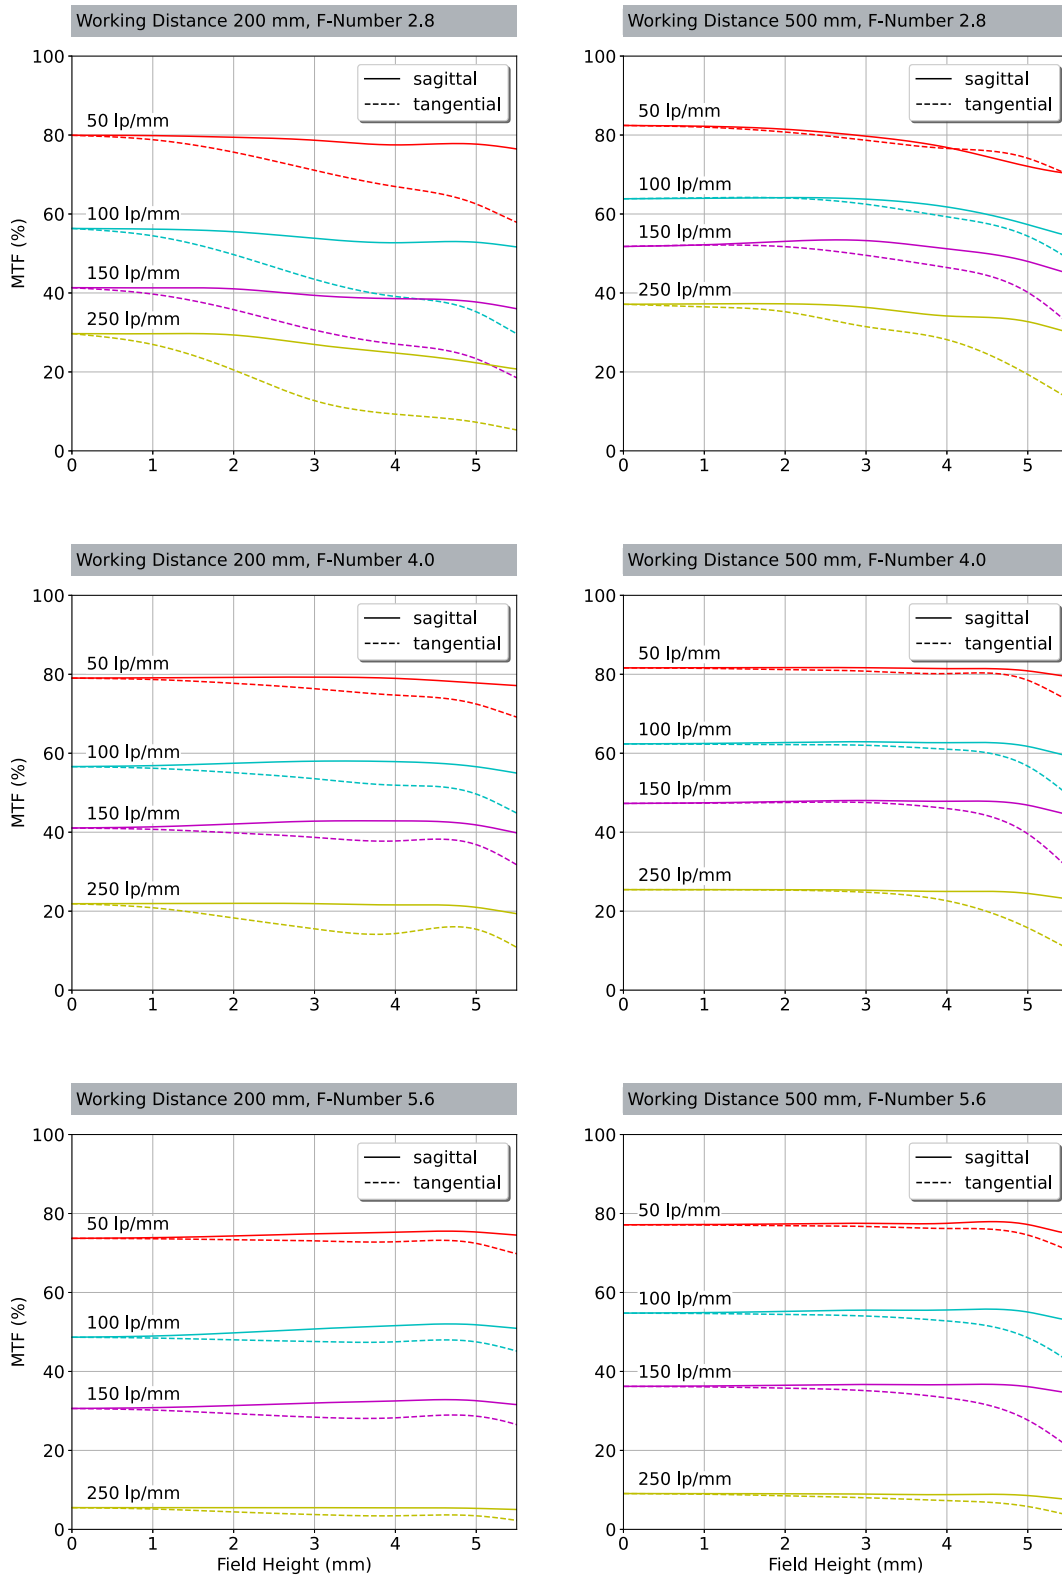 Working Distance 200 mm, F-Number 2.8
100
80
60
40
20
0
MTF (%)
sagittal
tangential
50 lp/mm
100 lp/mm
150 lp/mm
250 lp/mm
0 1 2 3 4 5
Working Distance 500 mm, F-Number 2.8
100
80
60
40
20
0
sagittal
tangential
50 lp/mm
100 lp/mm
150 lp/mm
250 lp/mm
0 1 2 3 4 5
Working Distance 200 mm, F-Number 4.0
100
80
60
40
20
0
MTF (%)
sagittal
tangential
50 lp/mm
100 lp/mm
150 lp/mm
250 lp/mm
0 1 2 3 4 5
Working Distance 500 mm, F-Number 4.0
100
80
60
40
20
0
sagittal
tangential
50 lp/mm
100 lp/mm
150 lp/mm
250 lp/mm
0 1 2 3 4 5
Working Distance 200 mm, F-Number 5.6
100
80
60
40
20
0
MTF (%)
sagittal
tangential
50 lp/mm
100 lp/mm
150 lp/mm
250 lp/mm
0 1 2 3 4 5
Field Height (mm)
Working Distance 500 mm, F-Number 5.6
100
80
60
40
20
0
sagittal
tangential
50 lp/mm
100 lp/mm
150 lp/mm
250 lp/mm
0 1 2 3 4 5
Field Height (mm)